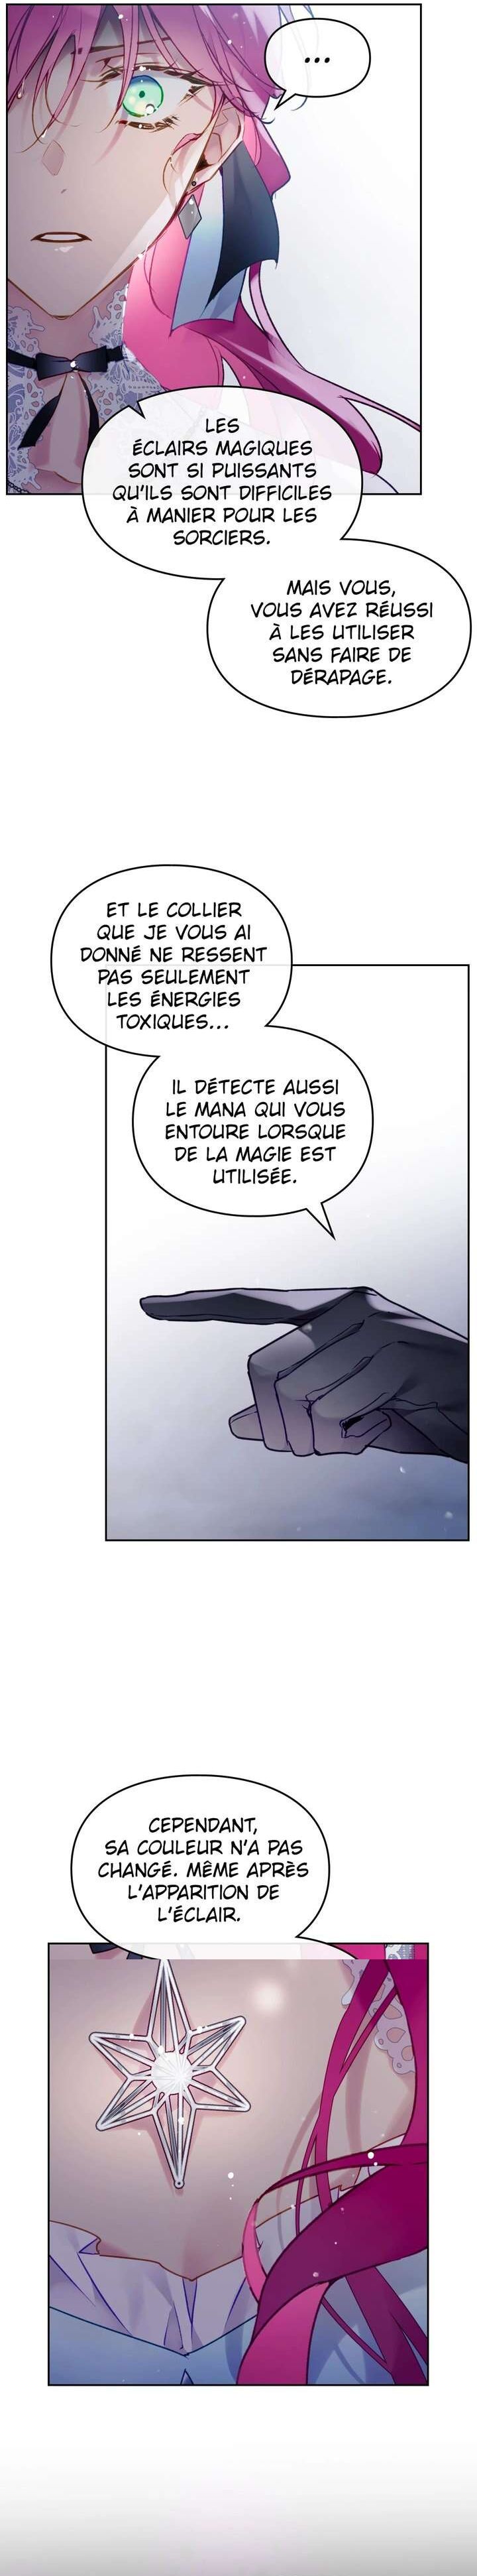 ...
LES
ÉCLAIRS MAGIQUES
SONT SI PUISSANTS
QU'ILS SONT DIFFICILES
À MANIER POUR LES
SORCIERS.
MAIS VOUS,
VOUS AVEZ RÉUSSI
À LES UTILISER
SANS FAIRE DE
DÉRAPAGE.
ET LE COLLIER
QUE JE VOUS AI
DONNÉ NE RESSENT
PAS SEULEMENT
LES ÉNERGIES
TOXIQUES...
IL DÉTECTE AUSSI
LE MANA QUI VOUS
ENTOURE LORSQUE
DE LA MAGIE EST
UTILISÉE.
CEPENDANT,
SA COULEUR N'A PAS
CHANGÉ. MÊME APRÈS
L'APPARITION DE
L'ÉCLAIR.